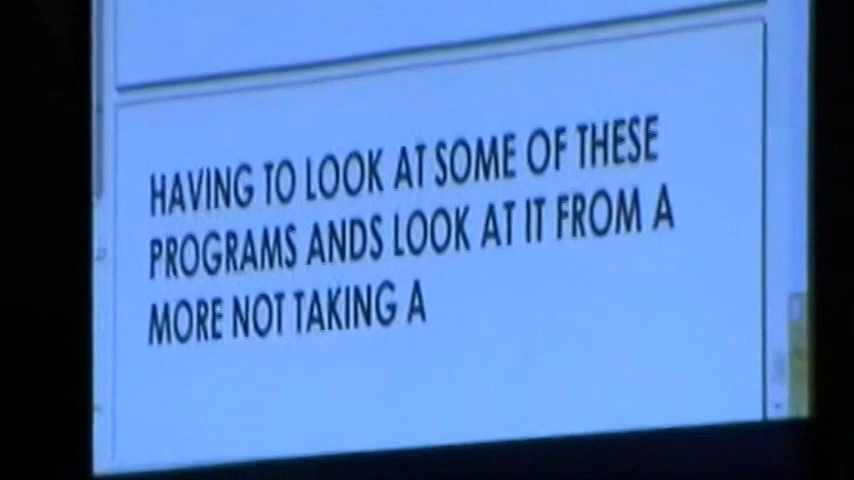 HAVING TO LOOK AT SOME OF THESE
PROGRAMS ANDS LOOK AT IT FROM A
MORE NOT TAKING A